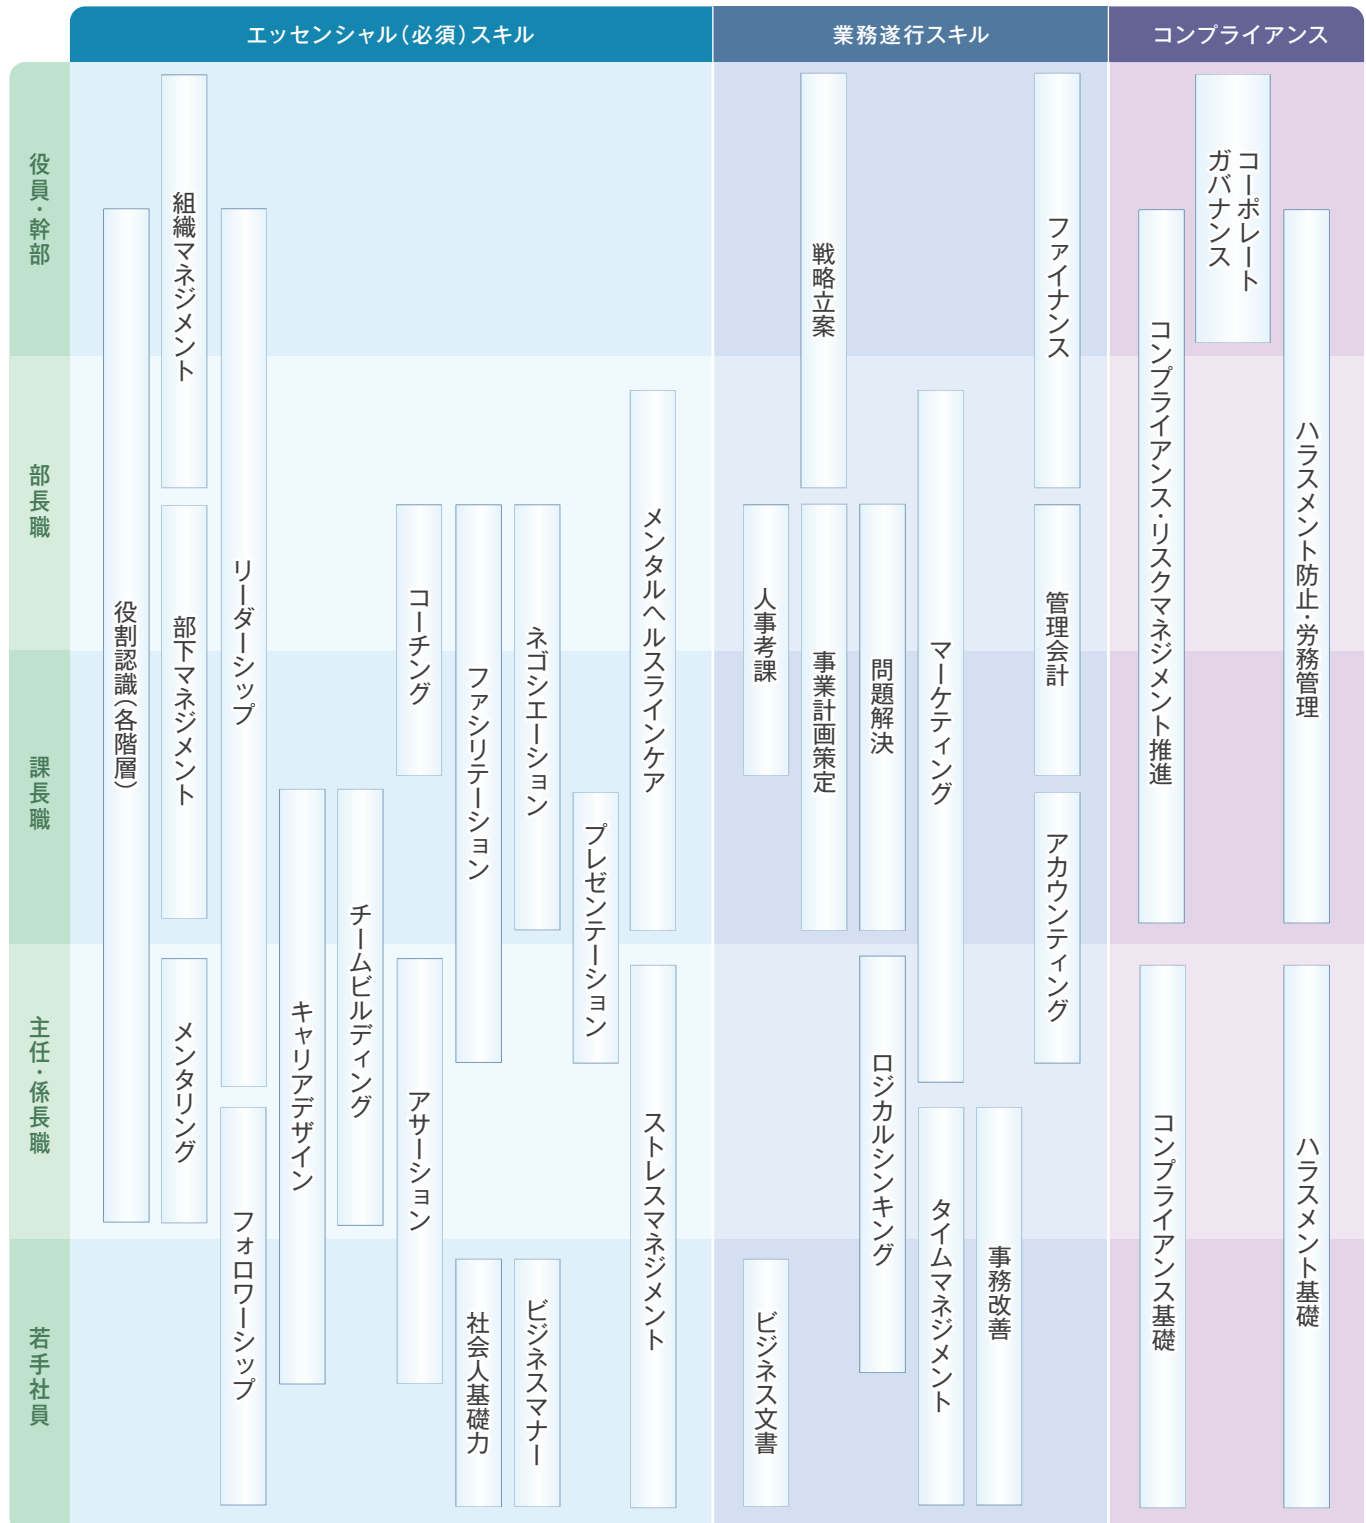 エッセンシャル(必須)スキル
業務遂行スキル
コンプライアンス
役員・幹部
部長職
課長職
主任・係長職
若手社員
役割認識(各階層)
組織マネジメント
部下マネジメント
メンタリング
リーダーシップ
フォロワーシップ
キャリアデザイン
チームビルディング
コーチング
アサーション
ファシリテーション
社会人基礎力
ネゴシエーション
ビジネスマナー
プレゼンテーション
メンタルヘルスラインケア
ストレスマネジメント
人事考課
ビジネス文書
戦略立案
事業計画策定
問題解決
ロジカルシンキング
マーケティング
タイムマネジメント
事務改善
ファイナンス
管理会計
アカウンティング
コンプライアンス・リスクマネジメント推進
コンプライアンス基礎
コーポレート
ガバナンス
ハラスメント防止・労務管理
ハラスメント基礎